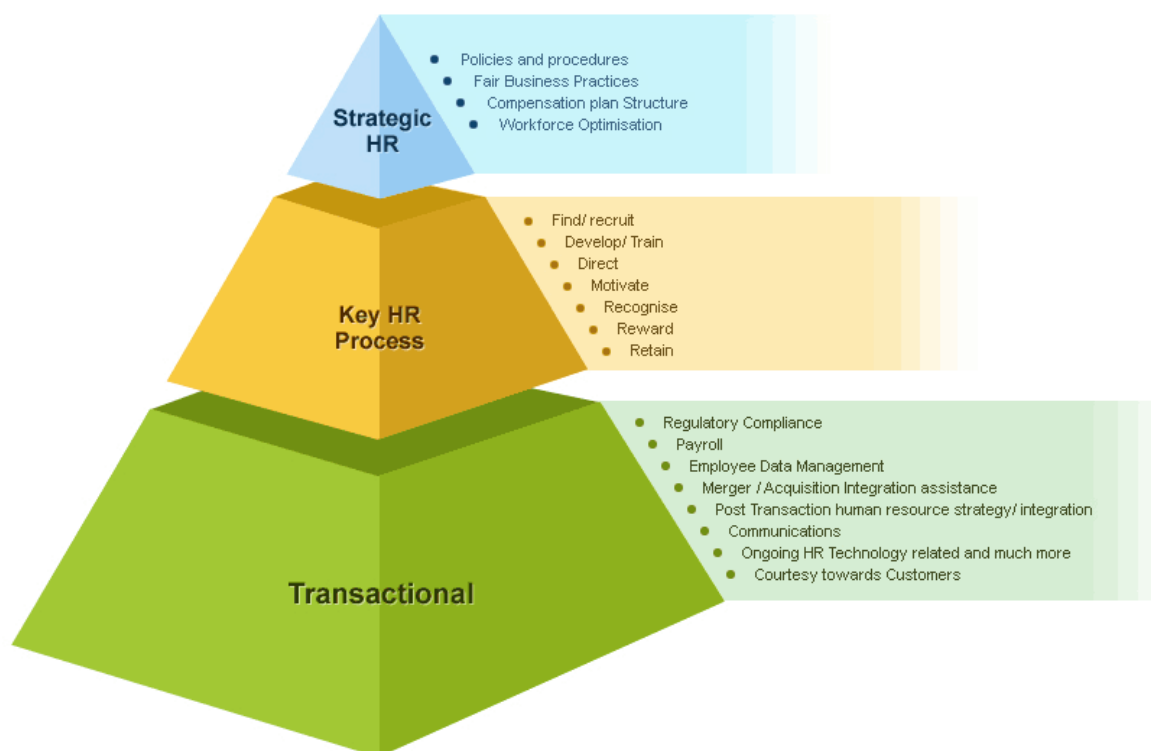 Policies and procedures
Fair Business Practices
Compensation plan Structure
Workforce Optimisation
Strategic
HR
Find/ recruit
Develop/ Train
Direct
Motivate
Recognise
Reward
Retain
Key HR
Process
Regulatory Compliance
Payroll
Employee Data Management
Merger / Acquisition Integration assistance
Post Transaction human resource strategy/ integration
Communications
Ongoing HR Technology related and much more
Courtesy towards Customers
Transactional